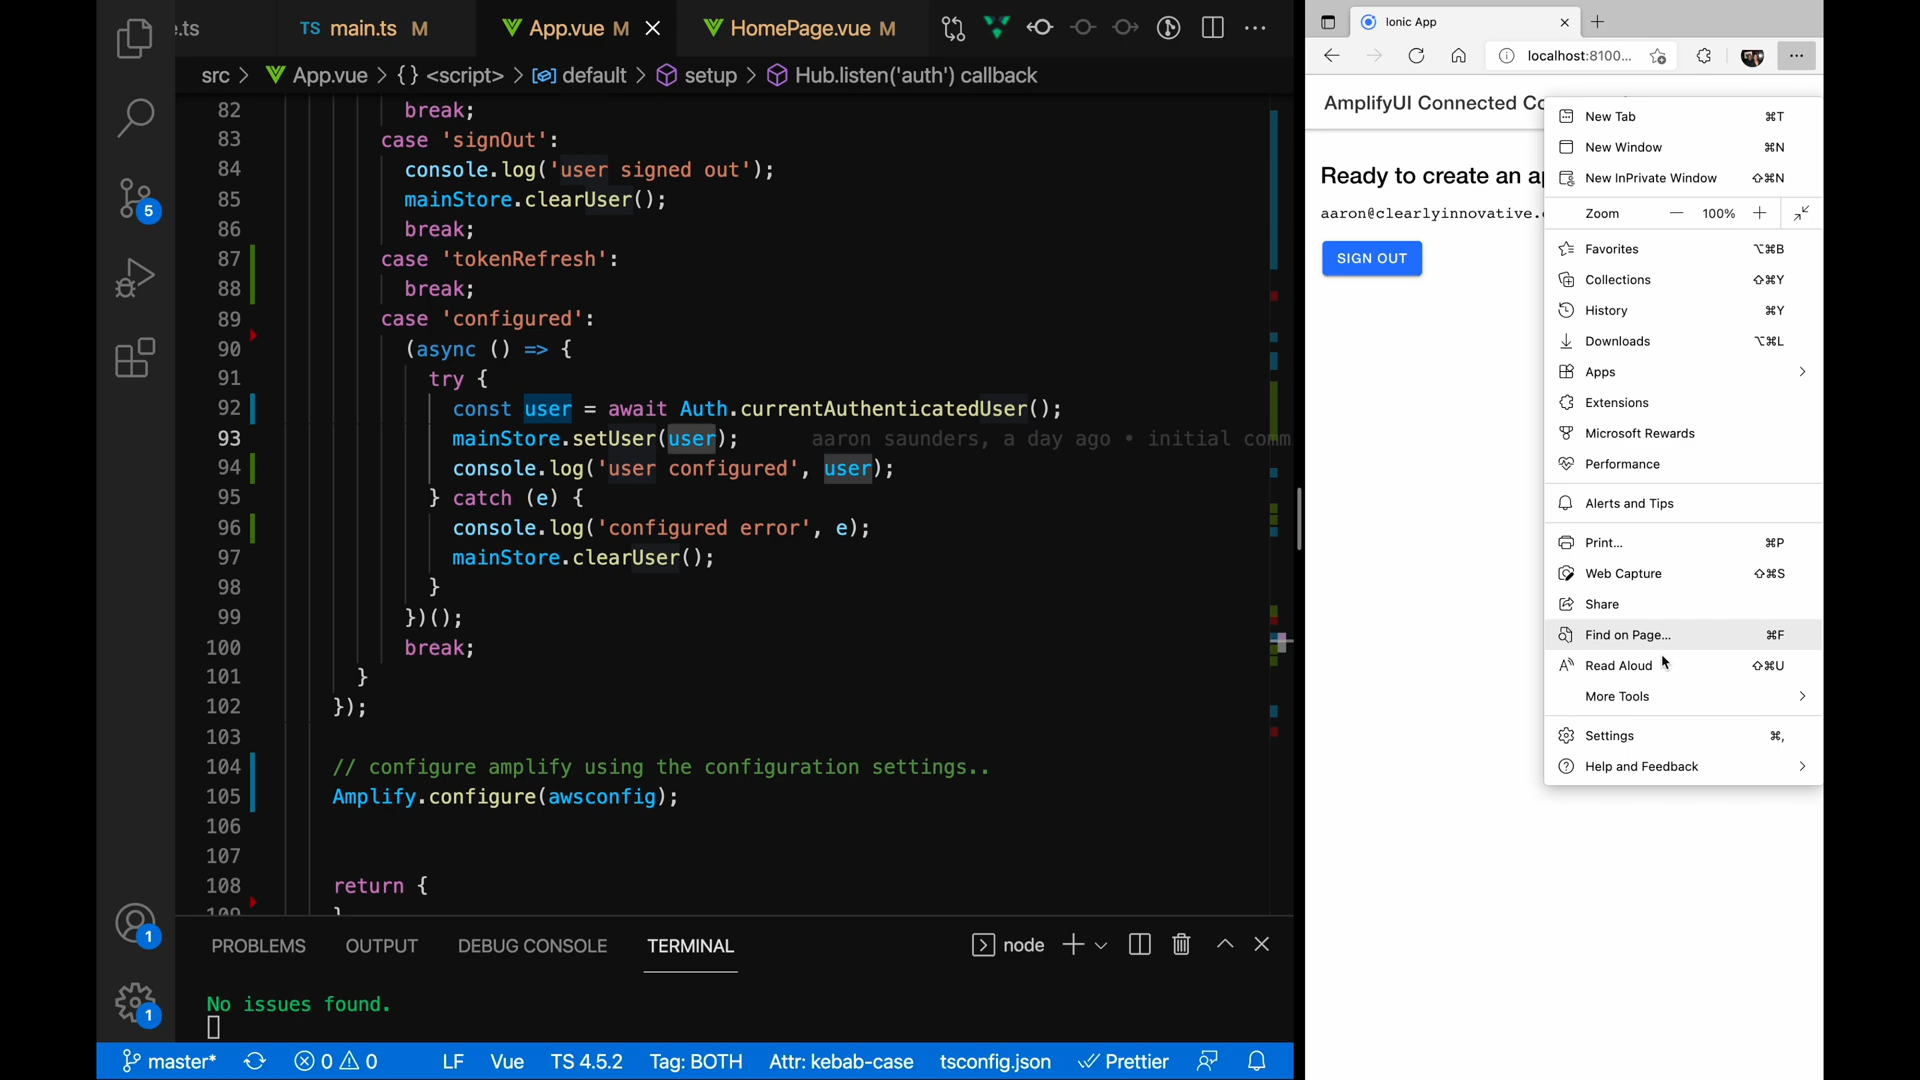 .ts
TS main.ts M
App.vue M
HomePage.vue M
src > App.vue > {} <script> > default > setup > Hub.listen('auth') callback
82 break;
83 case 'signOut':
84 console.log('user signed out');
85 mainStore.clearUser();
86 break;
87 case 'tokenRefresh':
88 break;
89 case 'configured':
90 (async () => {
91 try {
92 const user = await Auth.currentAuthenticatedUser();
93 mainStore.setUser(user); aaron saunders, a day ago • initial comm
94 console.log('user configured', user);
95 } catch (e) {
96 console.log('configured error', e);
97 mainStore.clearUser();
98 }
99 })();
100 break;
101 }
102 });
103
104 // configure amplify using the configuration settings..
105 Amplify.configure(awsconfig);
106
107
108 return {
109 }
5
1
1
PROBLEMS OUTPUT DEBUG CONSOLE TERMINAL
node
No issues found.
master* 0 0 LF Vue TS 4.5.2 Tag: BOTH Attr: kebab-case tsconfig.json Prettier
Ionic App
localhost:8100...
AmplifyUI Connected Co
Ready to create an ap
aaron@clearlyinnovative.
SIGN OUT
New Tab ⌘T
New Window ⌘N
New InPrivate Window ⇧⌘N
Zoom — 100% +
Favorites ⌥⌘B
Collections ⇧⌘Y
History ⌘Y
Downloads ⌥⌘L
Apps
Extensions
Microsoft Rewards
Performance
Alerts and Tips
Print... ⌘P
Web Capture ⇧⌘S
Share
Find on Page... ⌘F
Read Aloud ⇧⌘U
More Tools
Settings ⌘,
Help and Feedback